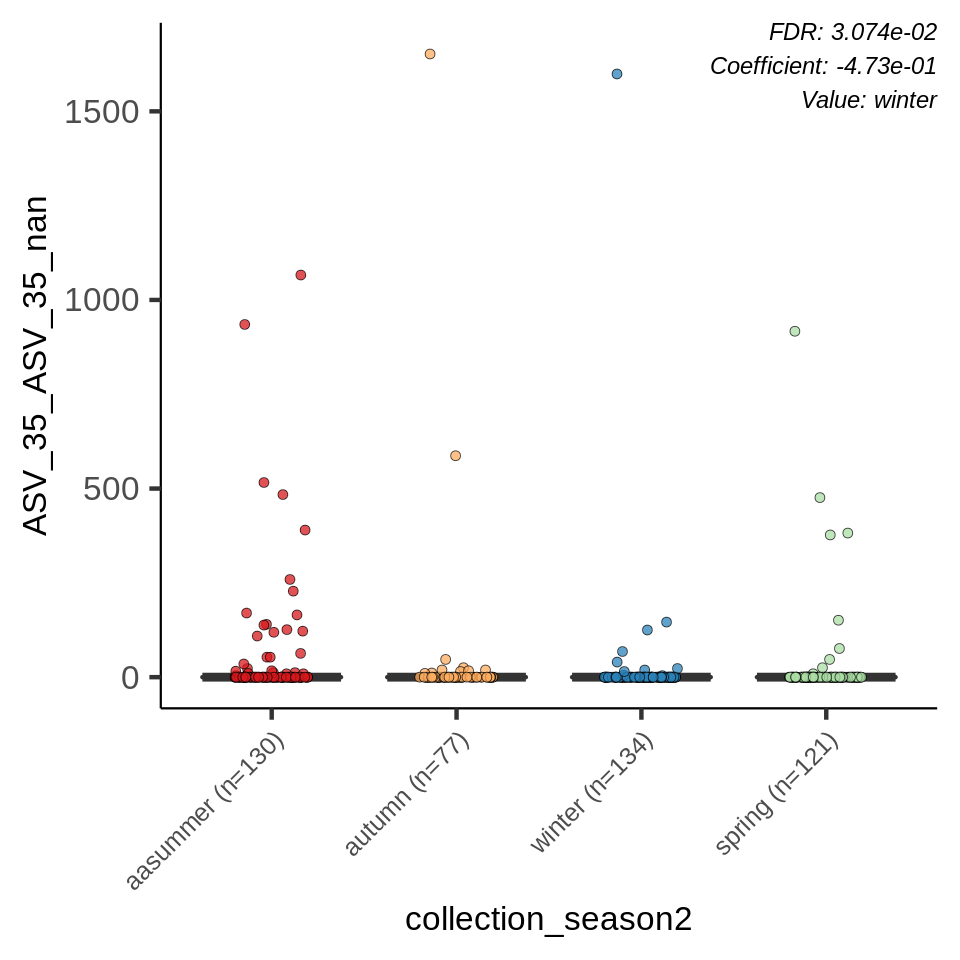 FDR: 3.074e-02
Coefficient: -4.73e-01
Value: winter
ASV_35_ASV_35_nan
1500
1000
500
0
aasummer (n=130)
autumn (n=77)
winter (n=134)
spring (n=121)
collection_season2